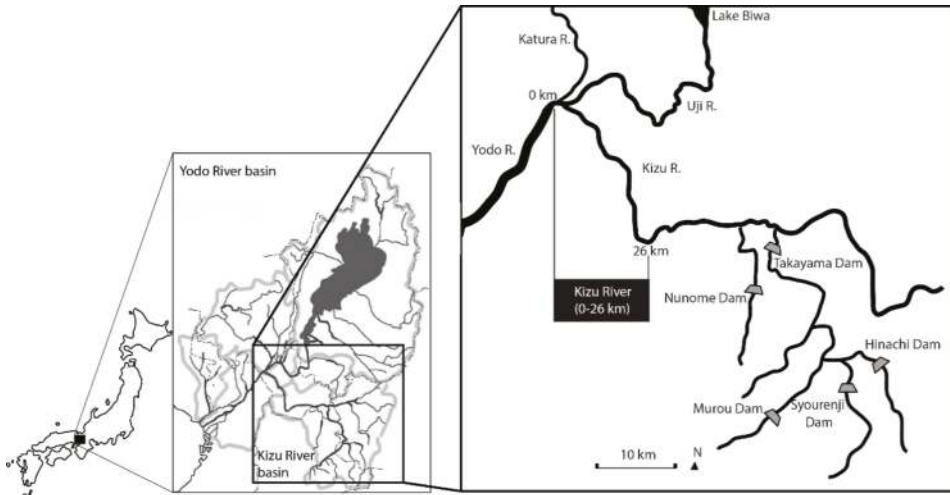 Yodo River basin
Kizu River
basin
Lake Biwa
Katura R.
0 km
Uji R.
Yodo R.
Kizu R.
26 km
Takayama Dam
Kizu River
(0-26 km)
Nunome Dam
Hinachi Dam
Murou Dam
Syourenji
Dam
10 km
N